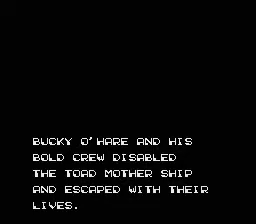 BUCKY O'HARE AND HIS
BOLD CREW DISABLED
THE TOAD MOTHER SHIP
AND ESCAPED WITH THEIR
LIVES.